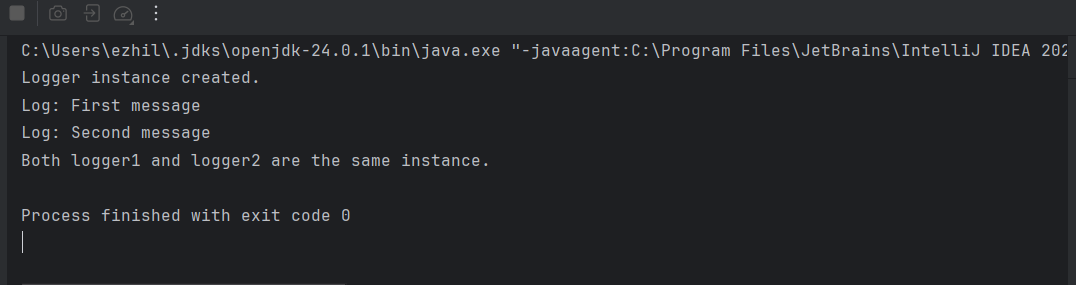 C:\Users\ezhil\.jdks\openjdk-24.0.1\bin\java.exe "-javaagent:C:\Program Files\JetBrains\IntelliJ IDEA 202
Logger instance created.
Log: First message
Log: Second message
Both logger1 and logger2 are the same instance.
Process finished with exit code 0